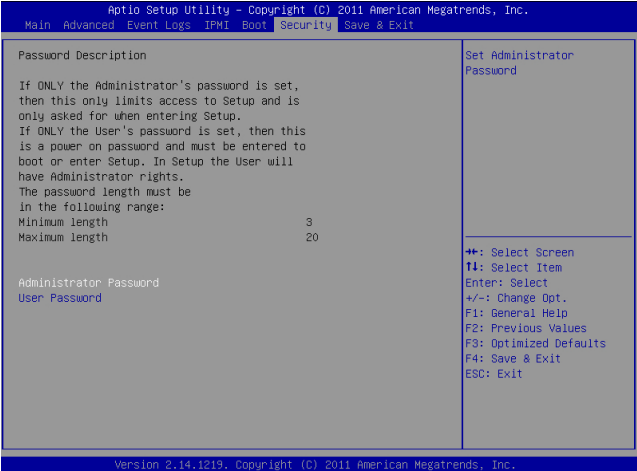 Aptio Setup Utility – Copyright (C) 2011 American Megatrends, Inc.
Main Advanced Event Logs IPMI Boot Security Save & Exit
Password Description
If ONLY the Administrator's password is set,
then this only limits access to Setup and is
only asked for when entering Setup.
If ONLY the User's password is set, then this
is a power on password and must be entered to
boot or enter Setup. In Setup the User will
have Administrator rights.
The password length must be
in the following range:
Minimum length 3
Maximum length 20
Administrator Password
User Password
Set Administrator
Password
→←: Select Screen
↑↓: Select Item
Enter: Select
+/-: Change Opt.
F1: General Help
F2: Previous Values
F3: Optimized Defaults
F4: Save & Exit
ESC: Exit
Version 2.14.1219. Copyright (C) 2011 American Megatrends, Inc.